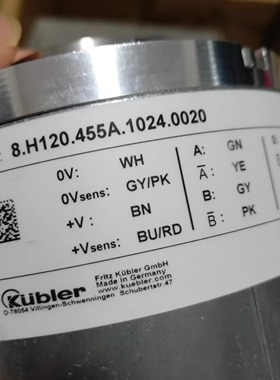 : 8.H120.455A.1024.0020
0V: WH
0Vsens: GY/PK
+V : BN
+Vsens: BU/RD
A: GN
A̅: YE
B: GY
B̅: PK
Kübler
Fritz Kübler GmbH
Made in Germany
www.kuebler.com
D-78054 Villingen-Schwenningen Schubertstr.47